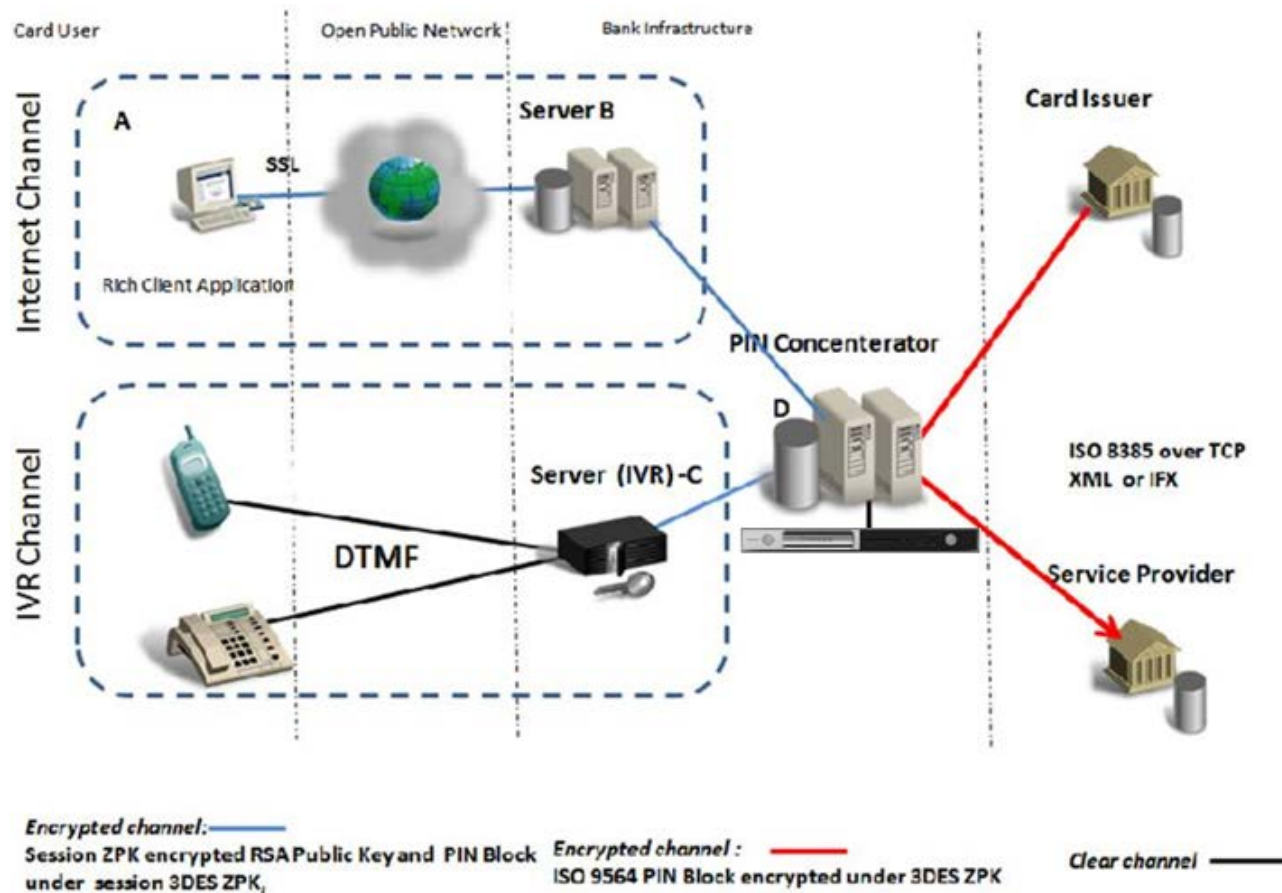 Card User
Open Public Network
Bank Infrastructure
Internet Channel
A
SSL
Server B
Card Issuer
Rich Client Application
PIN Concenterator
D
IVR Channel
DTMF
Server (IVR) -C
ISO 8385 over TCP
XML or IFX
Service Provider
Encrypted channel:
Session ZPK encrypted RSA Public Key and PIN Block
under session 3DES ZPK,
Encrypted channel :
ISO 9564 PIN Block encrypted under 3DES ZPK
Clear channel